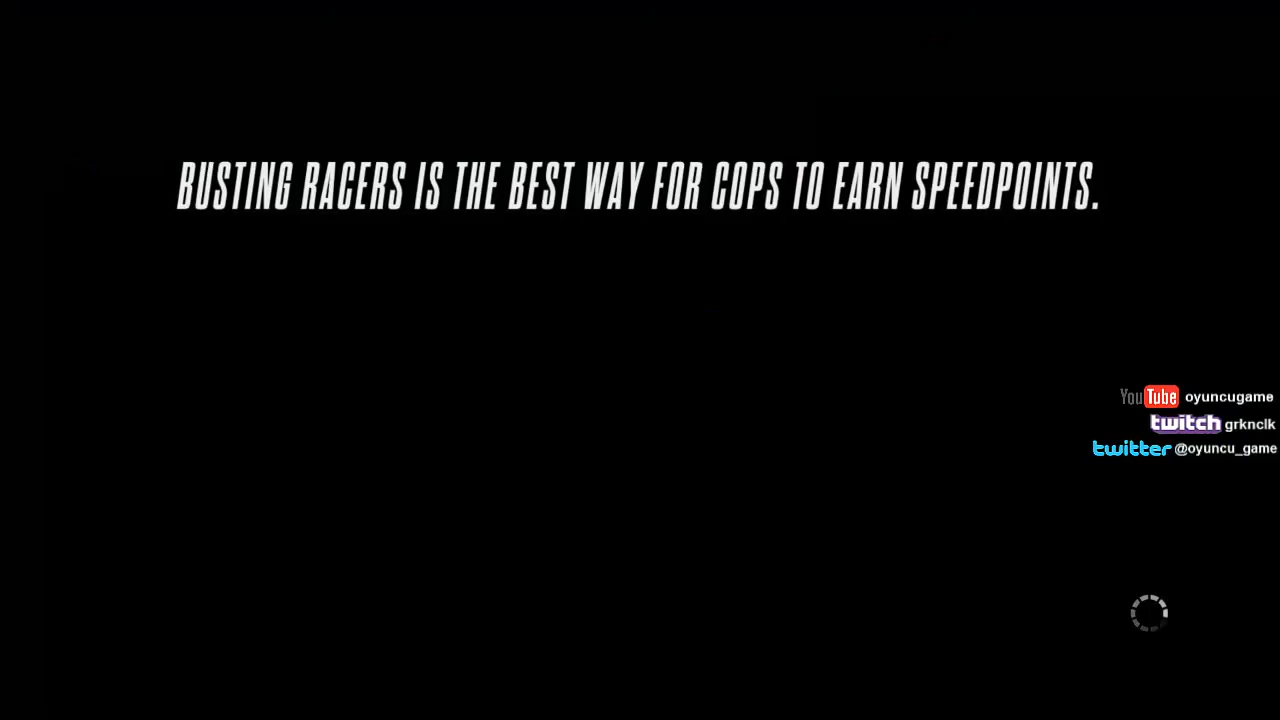 BUSTING RACERS IS THE BEST WAY FOR COPS TO EARN SPEEDPOINTS.
YouTube oyuncugame
twitch grknclk
twitter @oyuncu_game